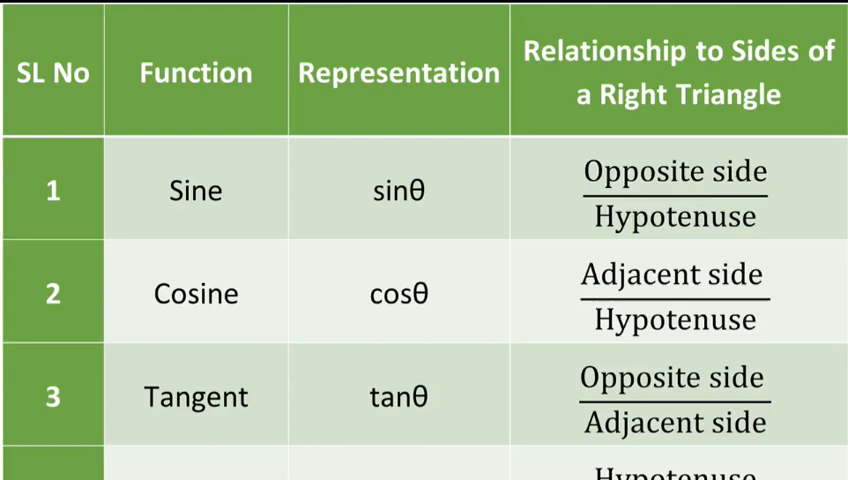 SL No Function Representation Relationship to Sides of
a Right Triangle
1 Sine sinθ Opposite side
Hypotenuse
2 Cosine cosθ Adjacent side
Hypotenuse
3 Tangent tanθ Opposite side
Adjacent side
Hypotenuse